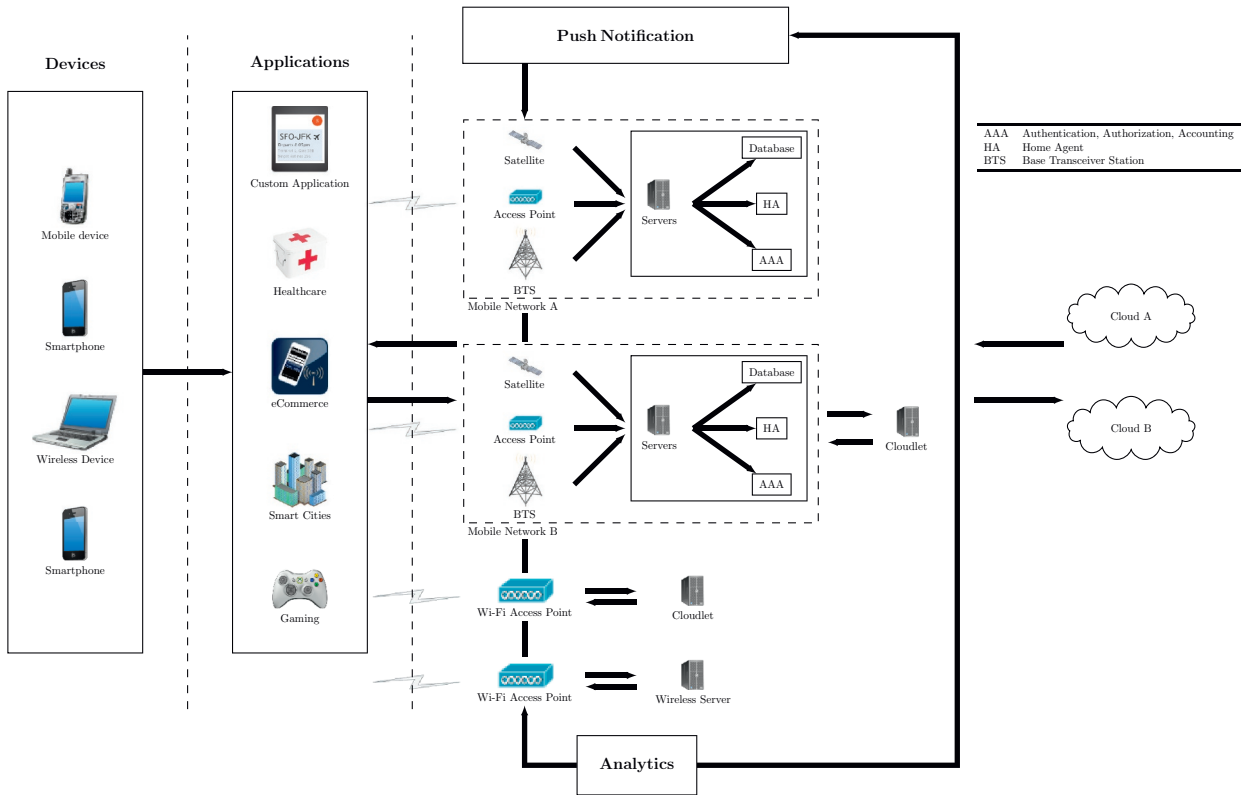 Push Notification
Devices
Applications
SFO-JFK
Custom Application
Healthcare
eCommerce
Smart Cities
Gaming
Mobile device
Smartphone
Wireless Device
Smartphone
Satellite
Access Point
BTS
Servers
Database
HA
AAA
Mobile Network A
Satellite
Access Point
BTS
Servers
Database
HA
AAA
Mobile Network B
Cloudlet
Wi-Fi Access Point
Cloudlet
Wi-Fi Access Point
Wireless Server
Analytics
AAA Authentication, Authorization, Accounting
HA Home Agent
BTS Base Transceiver Station
Cloud A
Cloud B